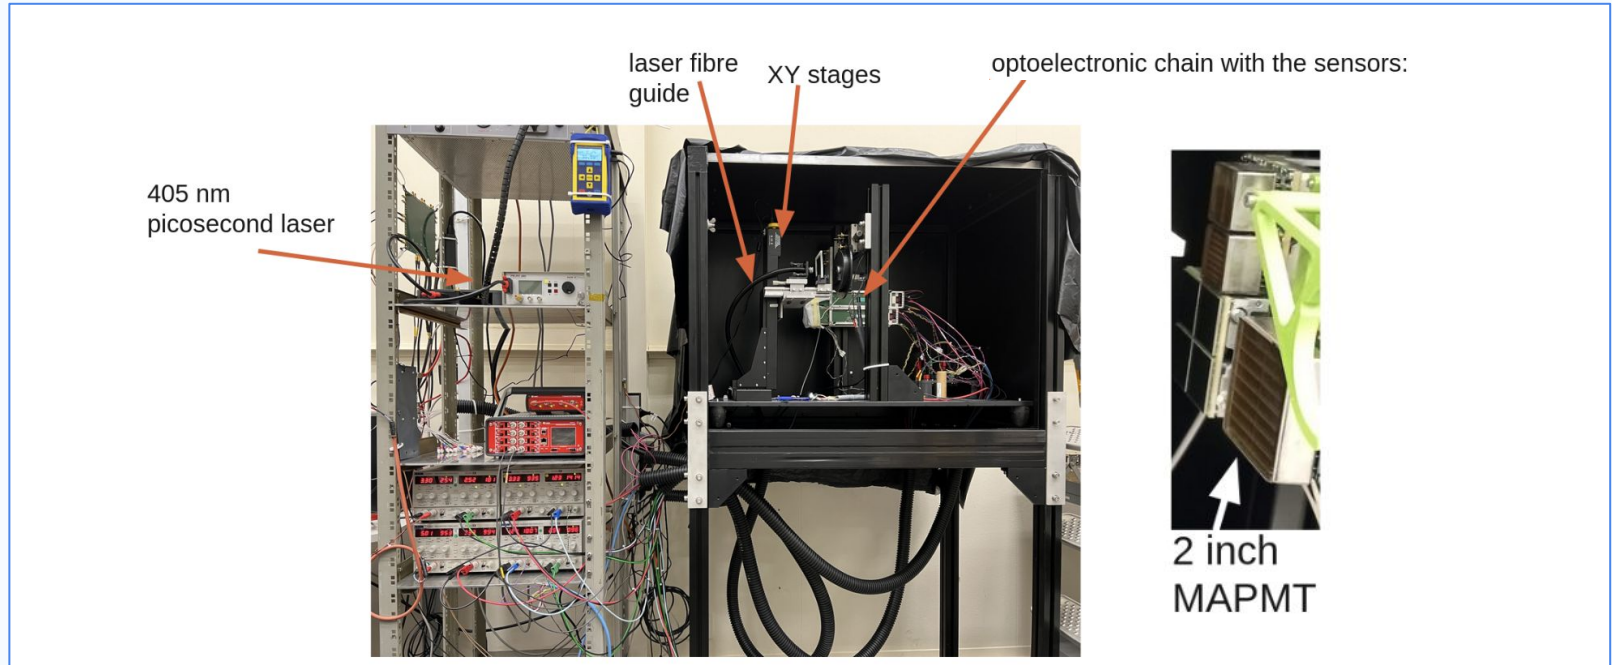 laser fibre
guide
XY stages
optoelectronic chain with the sensors:
405 nm
picosecond laser
2 inch
MAPMT